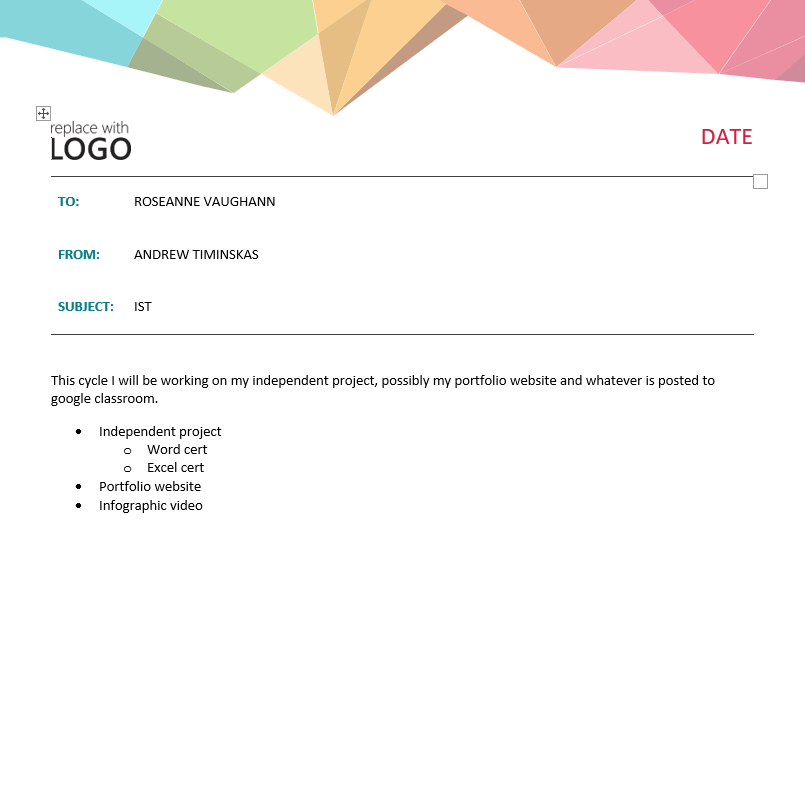 replace with
LOGO
DATE
TO: ROSEANNE VAUGHANN
FROM: ANDREW TIMINSKAS
SUBJECT: IST
This cycle I will be working on my independent project, possibly my portfolio website and whatever is posted to
google classroom.
• Independent project
o Word cert
o Excel cert
• Portfolio website
• Infographic video